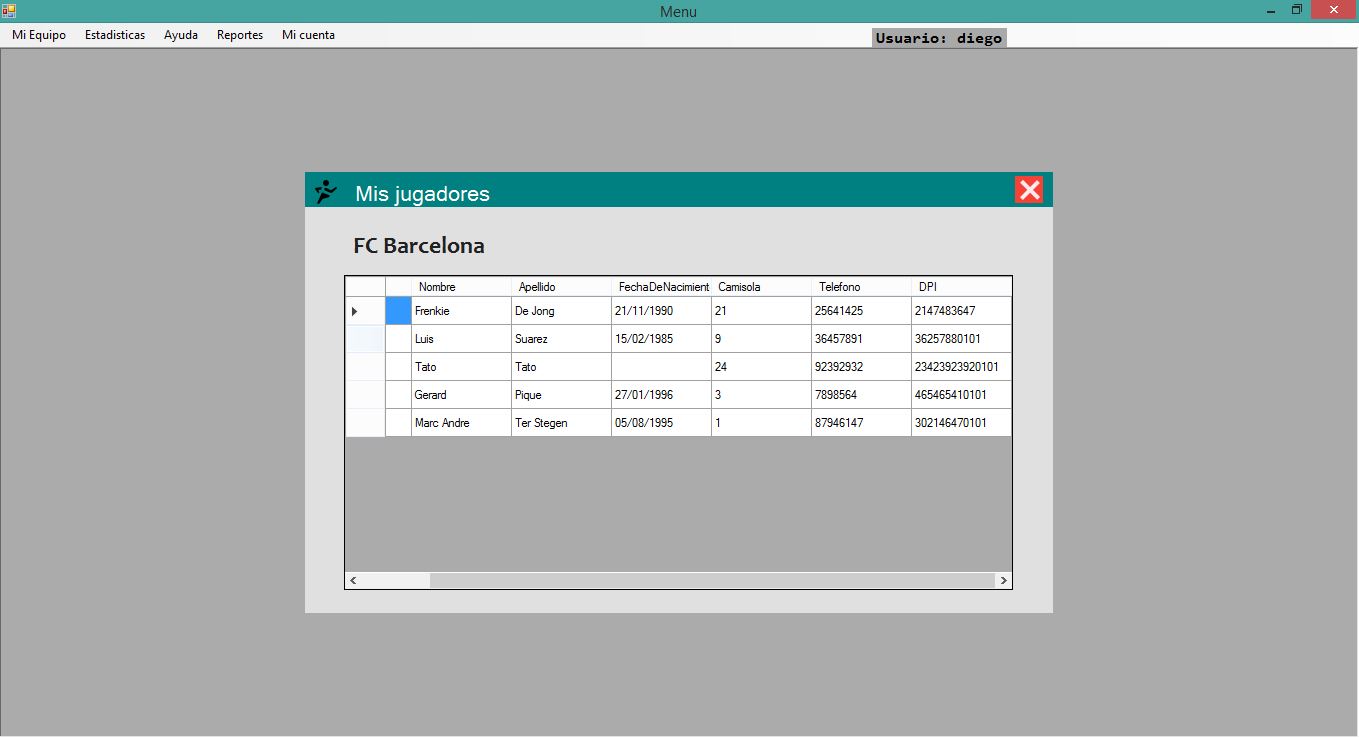 Menu
Mi Equipo Estadisticas Ayuda Reportes Mi cuenta Usuario: diego
Mis jugadores
FC Barcelona
Nombre Apellido FechaDeNacimient Camisola Telefono DPI
Frenkie De Jong 21/11/1990 21 25641425 2147483647
Luis Suarez 15/02/1985 9 36457891 36257880101
Tato Tato 24 92392932 23423923920101
Gerard Pique 27/01/1996 3 7898564 465465410101
Marc Andre Ter Stegen 05/08/1995 1 87946147 302146470101